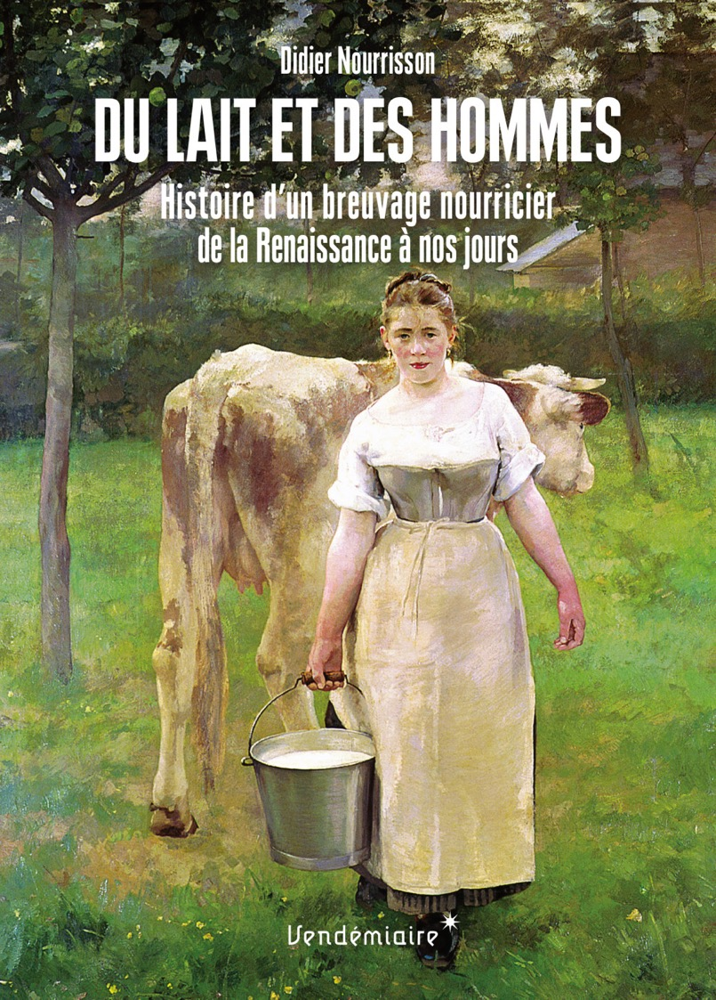 Didier Nourrisson
DU LAIT ET DES HOMMES
Histoire d'un breuvage nourricier
de la Renaissance à nos jours
Vendémiaire